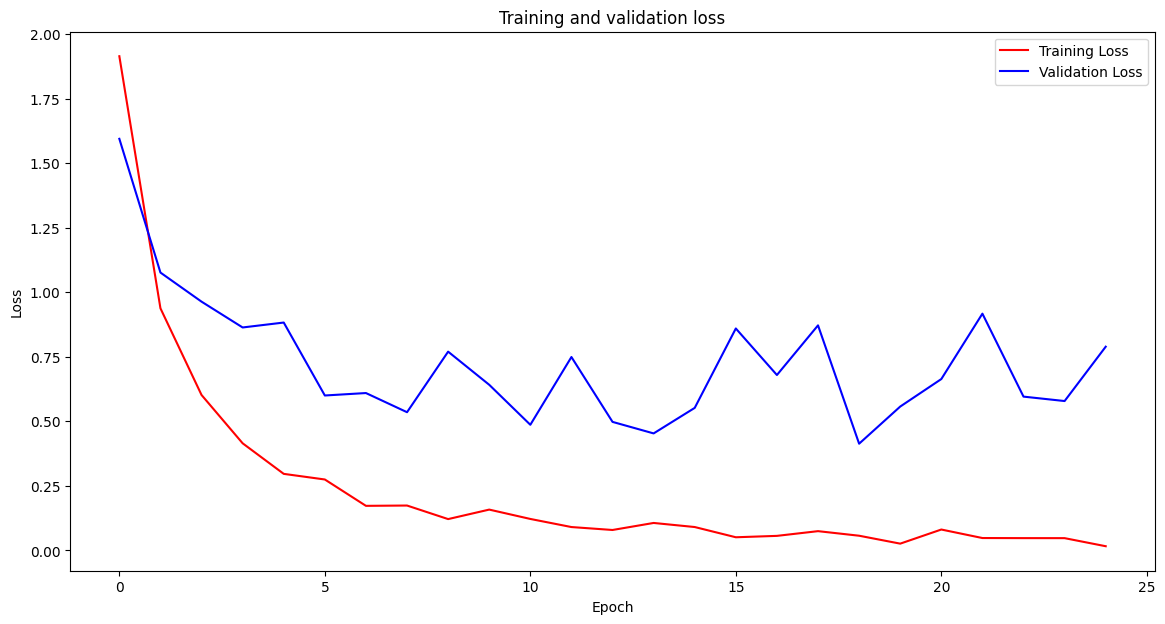 Training and validation loss
Training Loss
Validation Loss
2.00
1.75
1.50
1.25
1.00
0.75
0.50
0.25
0.00
Loss
0 5 10 15 20 25
Epoch